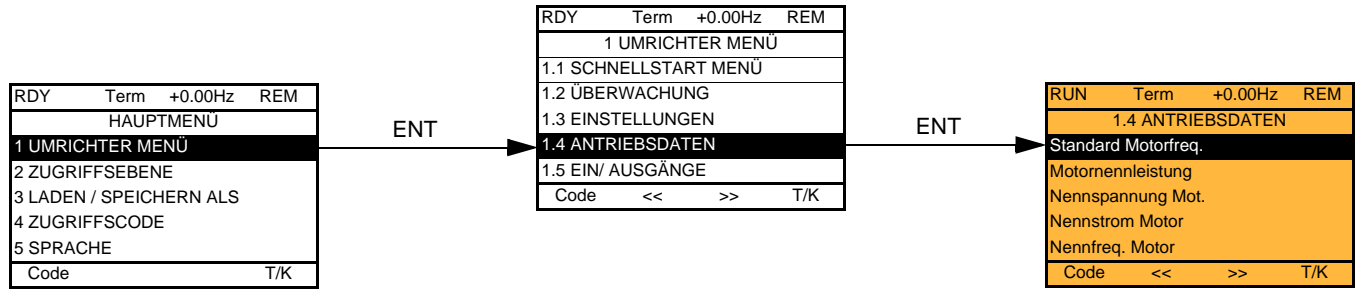 RDY Term +0.00Hz REM
HAUPTMENÜ
1 UMRICHTER MENÜ
2 ZUGRIFFSEBENE
3 LADEN / SPEICHERN ALS
4 ZUGRIFFSCODE
5 SPRACHE
Code T/K
ENT
RDY Term +0.00Hz REM
1 UMRICHTER MENÜ
1.1 SCHNELLSTART MENÜ
1.2 ÜBERWACHUNG
1.3 EINSTELLUNGEN
1.4 ANTRIEBSDATEN
1.5 EIN/ AUSGÄNGE
Code << >> T/K
ENT
RUN Term +0.00Hz REM
1.4 ANTRIEBSDATEN
Standard Motorfreq.
Motornennleistung
Nennspannung Mot.
Nennstrom Motor
Nennfreq. Motor
Code << >> T/K